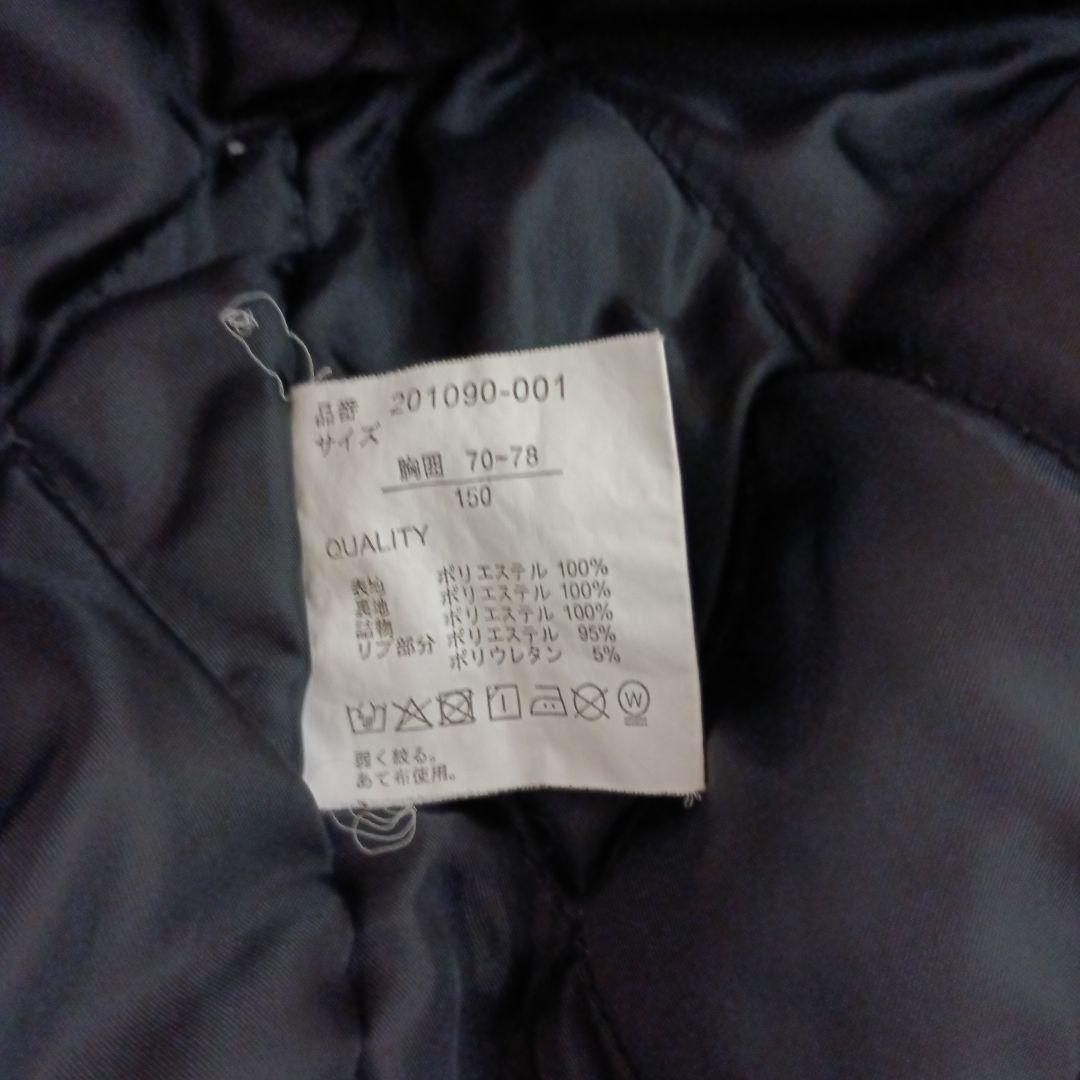 品番 201090-001
サイズ
胸囲 70-78
150
QUALITY
表地 ポリエステル 100%
裏地 ポリエステル 100%
詰物 ポリエステル 100%
リブ部分 ポリエステル 95%
ポリウレタン 5%
W
弱く絞る。
あて布使用。